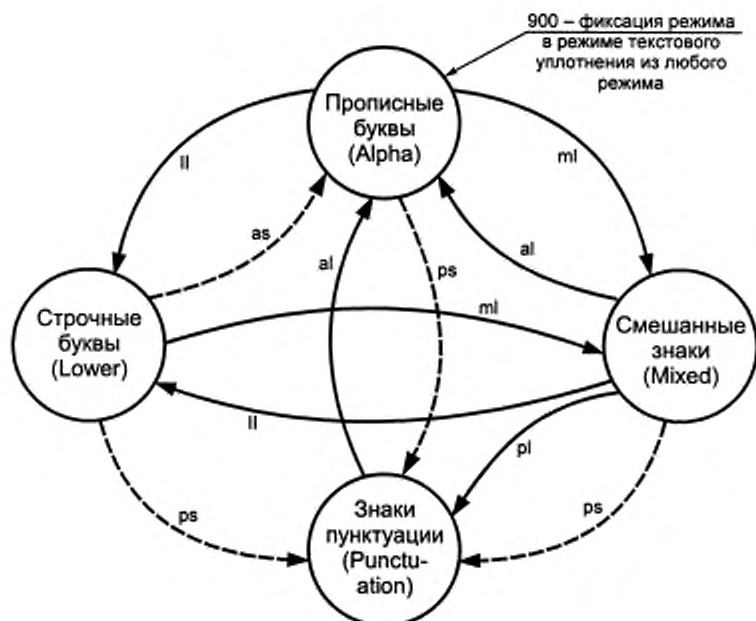 900 – фиксация режима
в режиме текстового
уплотнения из любого
режима
Прописные
буквы
(Alpha)
ll
ml
as
al
ps
al
Строчные
буквы
(Lower)
ml
Смешанные
знаки
(Mixed)
ll
pl
ps
ps
Знаки
пунктуации
(Punctu-
ation)